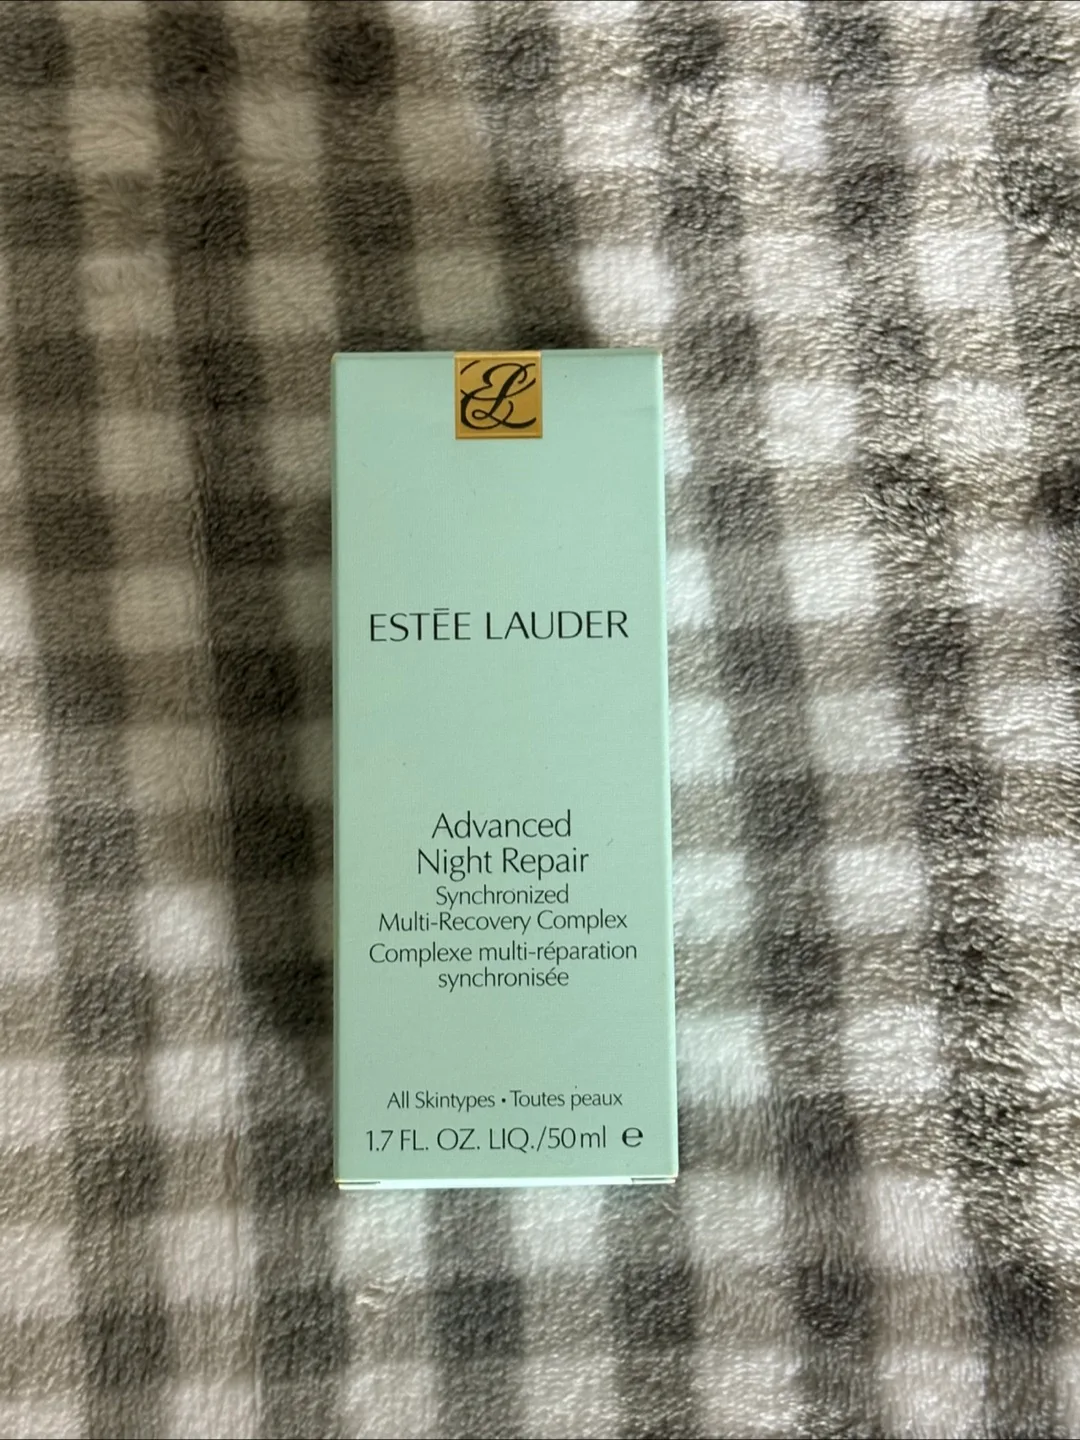 EL
ESTĒE LAUDER
Advanced
Night Repair
Synchronized
Multi-Recovery Complex
Complexe multi-réparation
synchronisée
All Skintypes • Toutes peaux
1.7 FL. OZ. LIQ./50 ml ℮